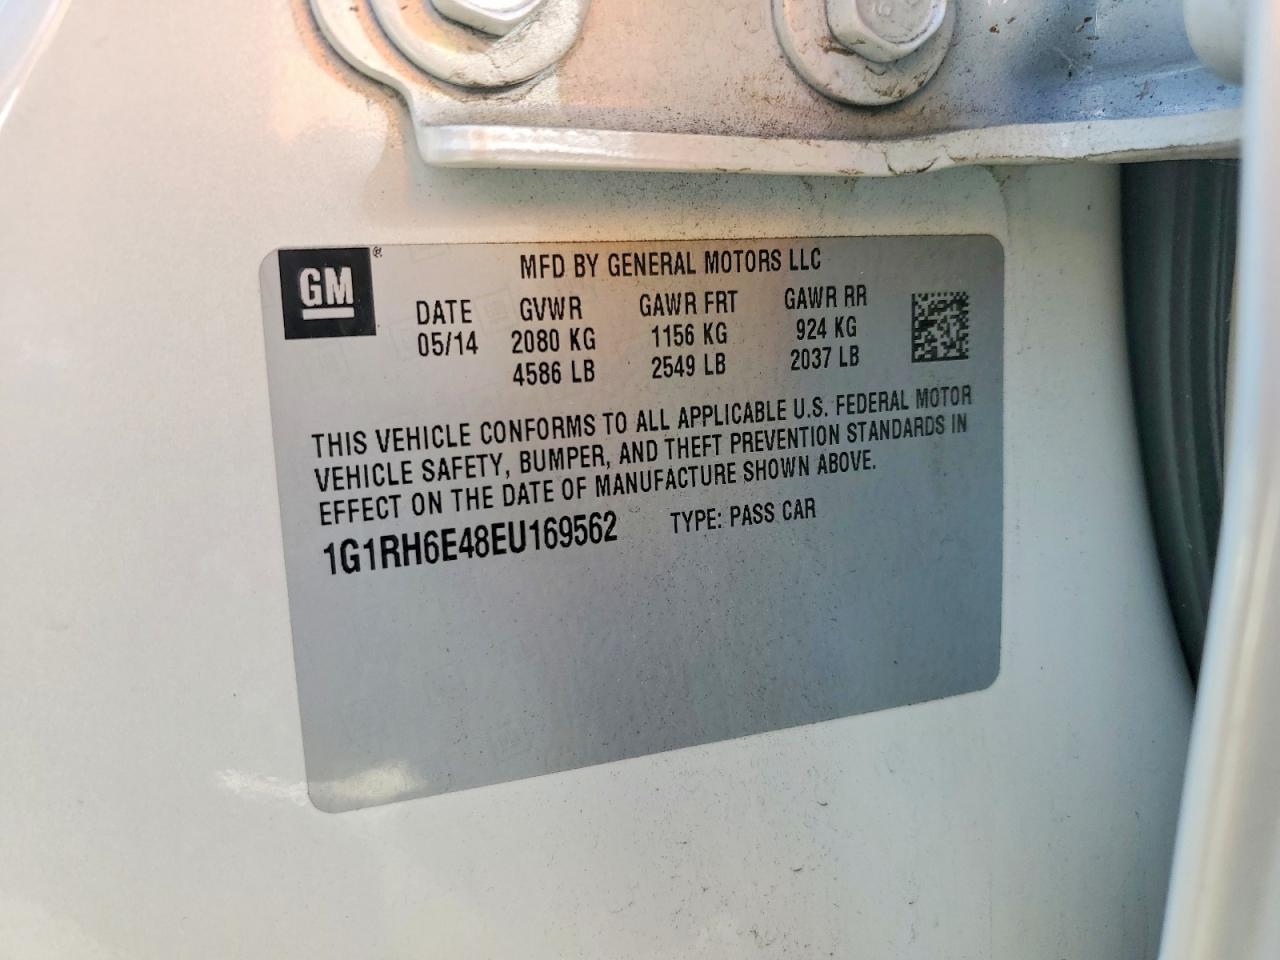 GM®
MFD BY GENERAL MOTORS LLC
DATE GVWR GAWR FRT GAWR RR
05/14 2080 KG 1156 KG 924 KG
4586 LB 2549 LB 2037 LB
THIS VEHICLE CONFORMS TO ALL APPLICABLE U.S. FEDERAL MOTOR
VEHICLE SAFETY, BUMPER, AND THEFT PREVENTION STANDARDS IN
EFFECT ON THE DATE OF MANUFACTURE SHOWN ABOVE.
1G1RH6E48EU169562 TYPE: PASS CAR